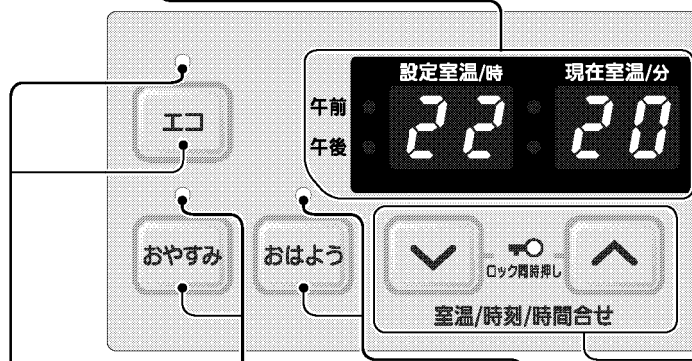 設定室温/時 現在室温/分
エコ
午前
22 20
午後
おやすみ おはよう
ロック同時押し
室温/時刻/時間合せ